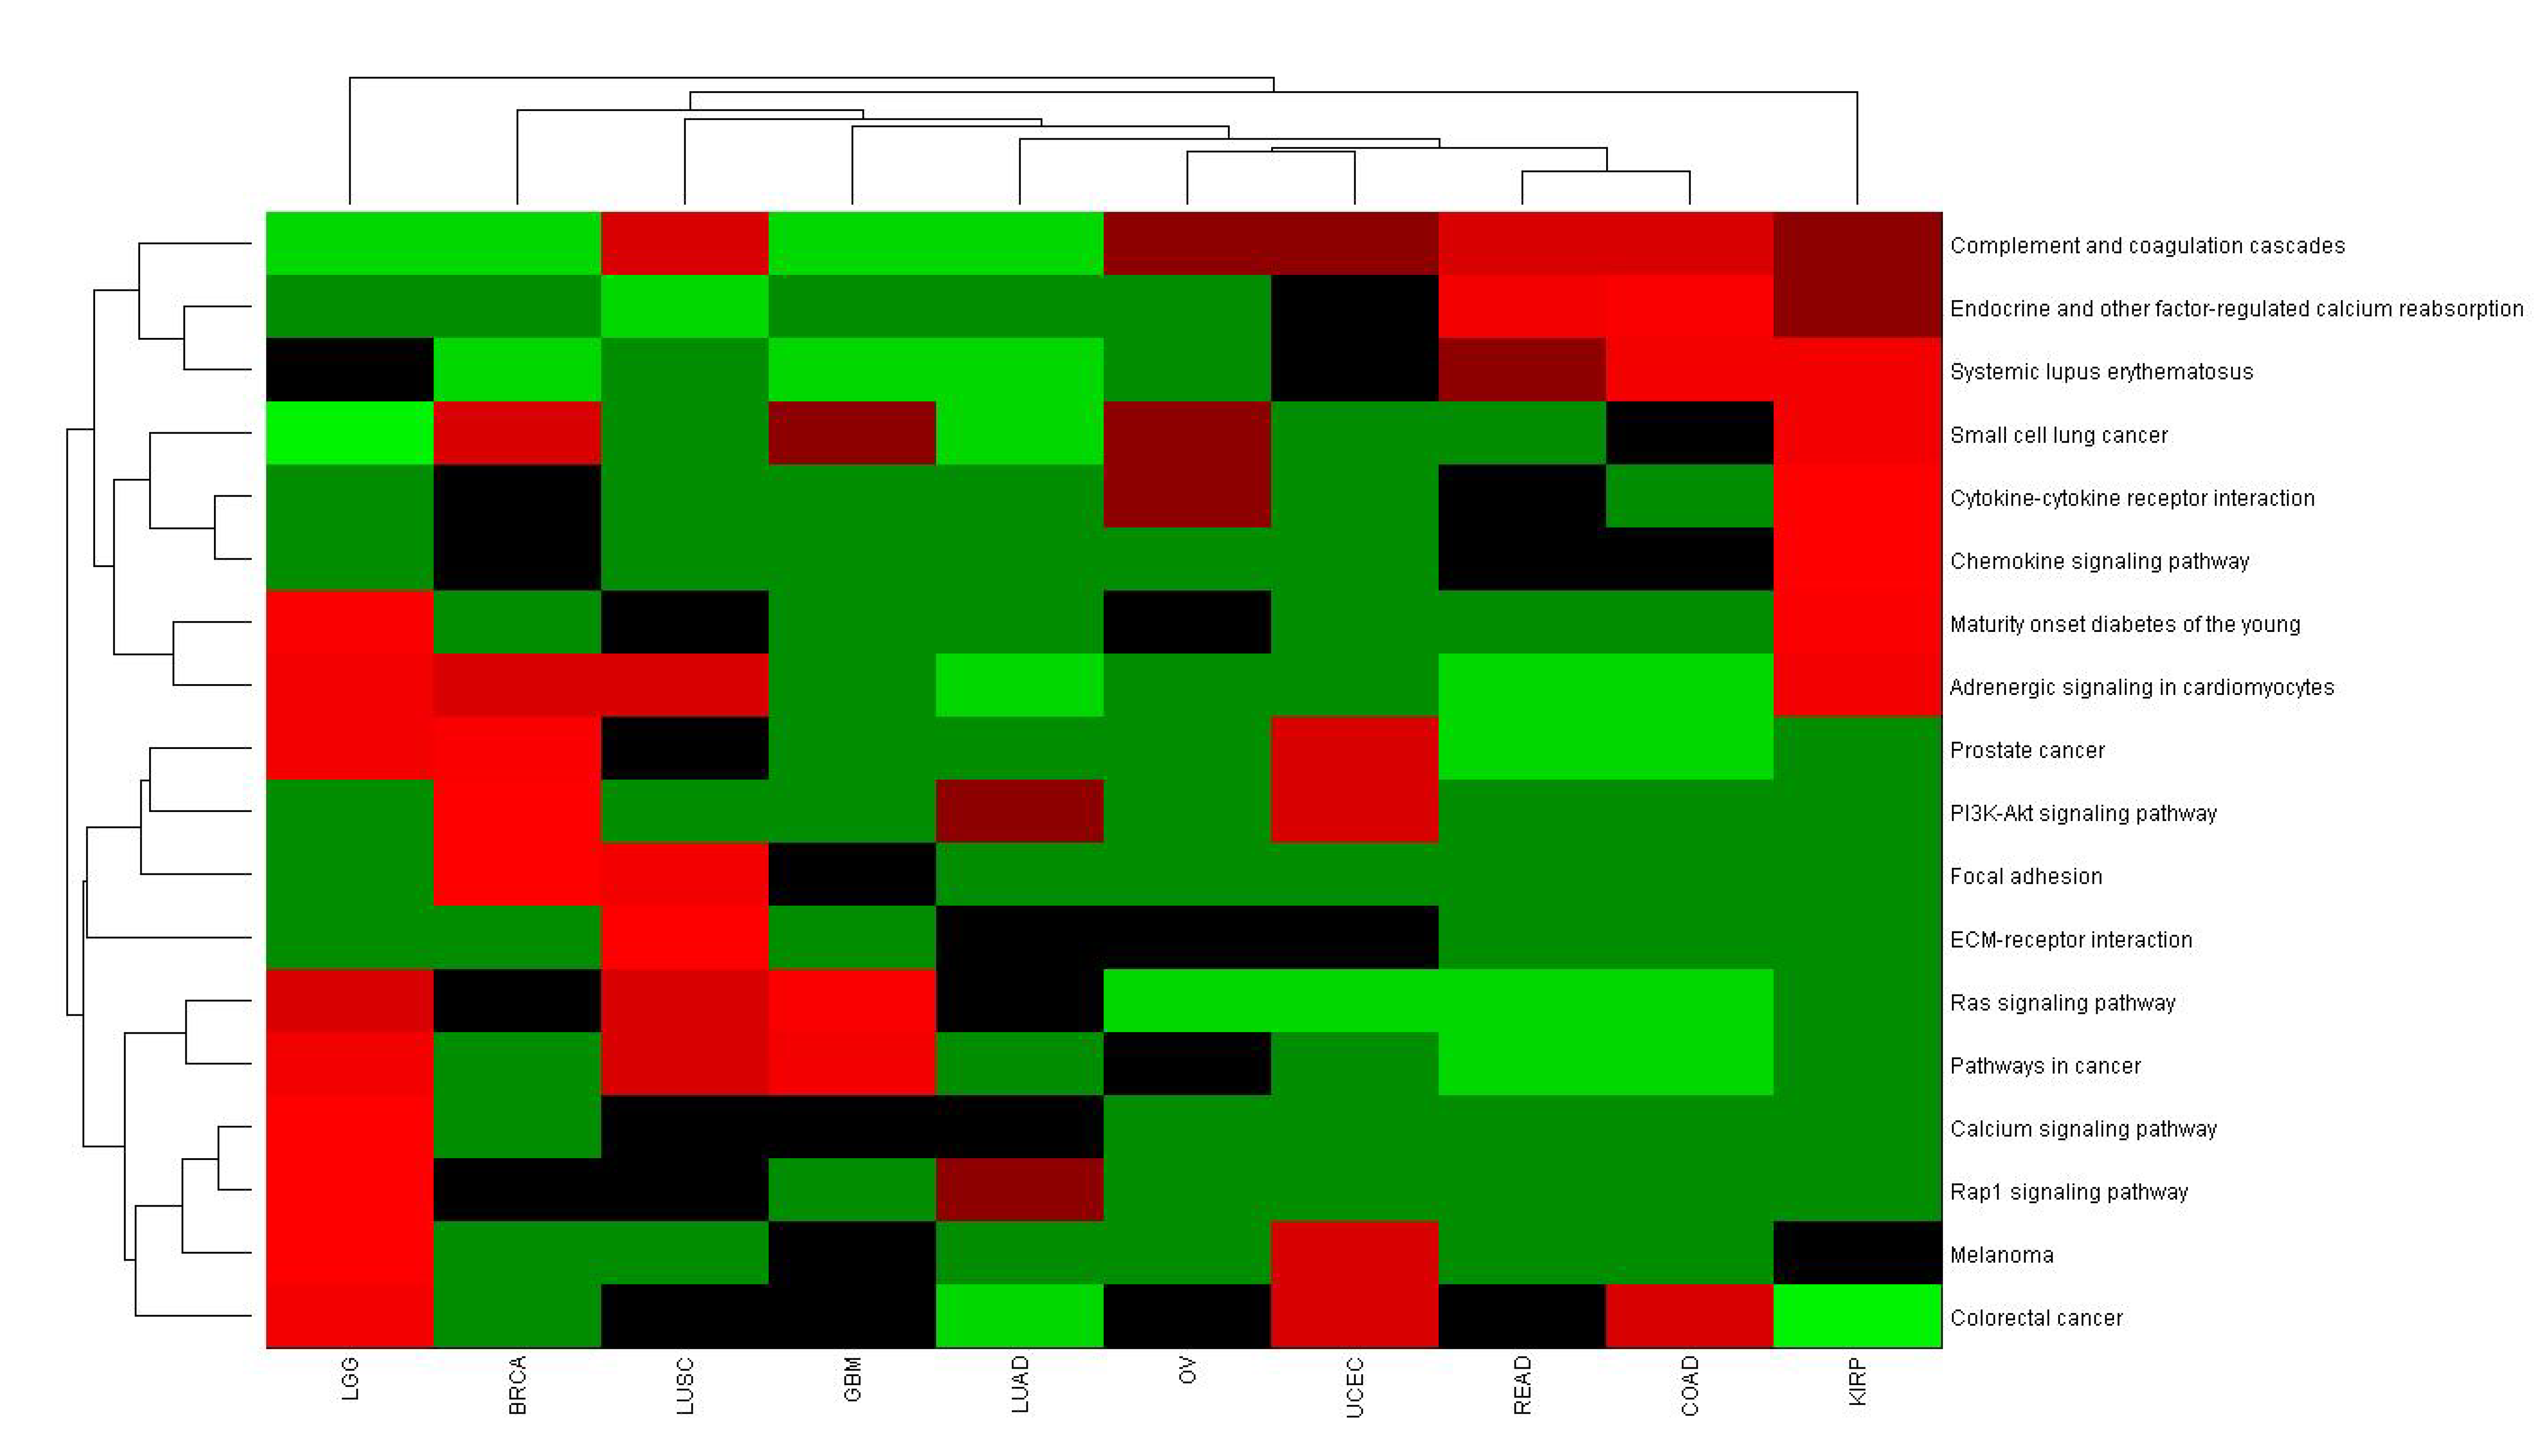 Complement and coagulation cascades
Endocrine and other factor-regulated calcium reabsorption
Systemic lupus erythematosus
Small cell lung cancer
Cytokine-cytokine receptor interaction
Chemokine signaling pathway
Maturity onset diabetes of the young
Adrenergic signaling in cardiomyocytes
Prostate cancer
PI3K-Akt signaling pathway
Focal adhesion
ECM-receptor interaction
Ras signaling pathway
Pathways in cancer
Calcium signaling pathway
Rap1 signaling pathway
Melanoma
Colorectal cancer
LGG
BRCA
LUSC
GBM
LUAD
OV
UCEC
READ
COAD
KIRP